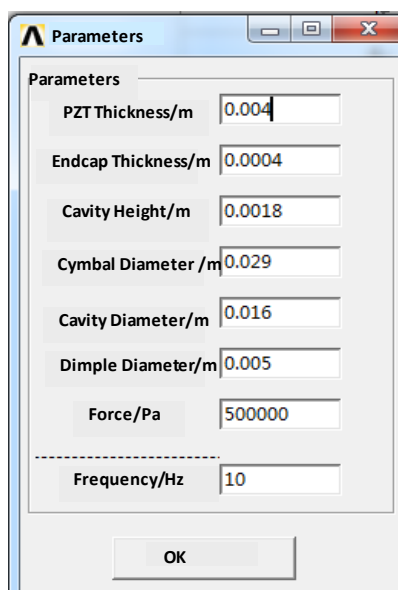 Parameters
Parameters
PZT Thickness/m 0.004
Endcap Thickness/m 0.0004
Cavity Height/m 0.0018
Cymbal Diameter /m 0.029
Cavity Diameter/m 0.016
Dimple Diameter/m 0.005
Force/Pa 500000
Frequency/Hz 10
OK